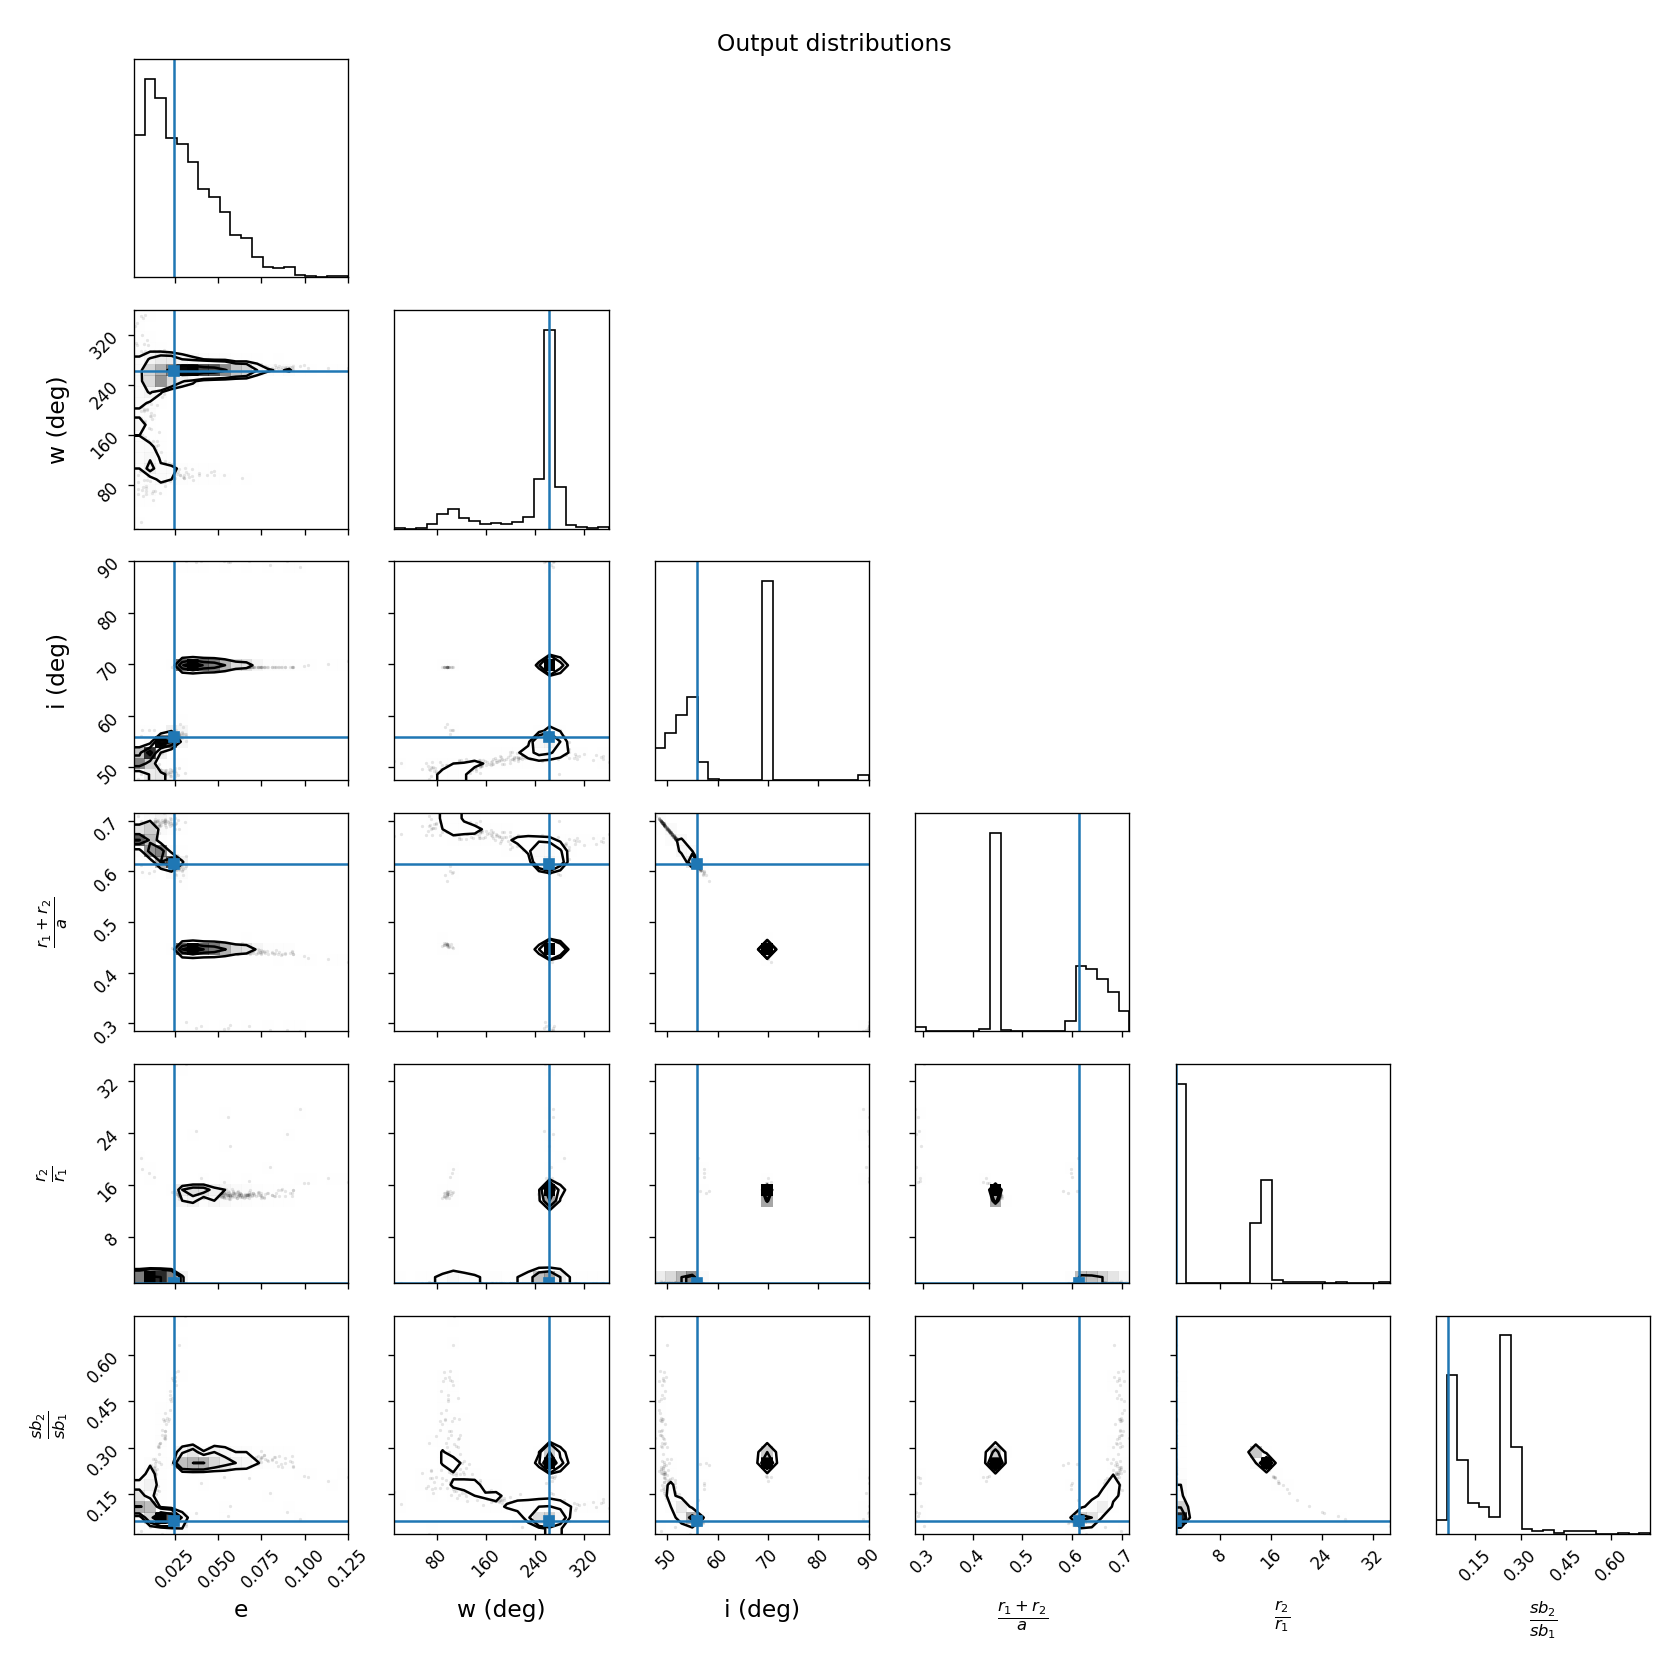 Output distributions
w (deg)
320
240
160
80
i (deg)
90
80
70
60
50
r₁ + r₂
a
0.7
0.6
0.5
0.4
0.3
r₂
r₁
32
24
16
8
sb₂
sb₁
0.60
0.45
0.30
0.15
0.025 0.050 0.075 0.100 0.125
80 160 240 320
50 60 70 80 90
0.3 0.4 0.5 0.6 0.7
8 16 24 32
0.15 0.30 0.45 0.60
e
w (deg)
i (deg)
r₁ + r₂
a
r₂
r₁
sb₂
sb₁